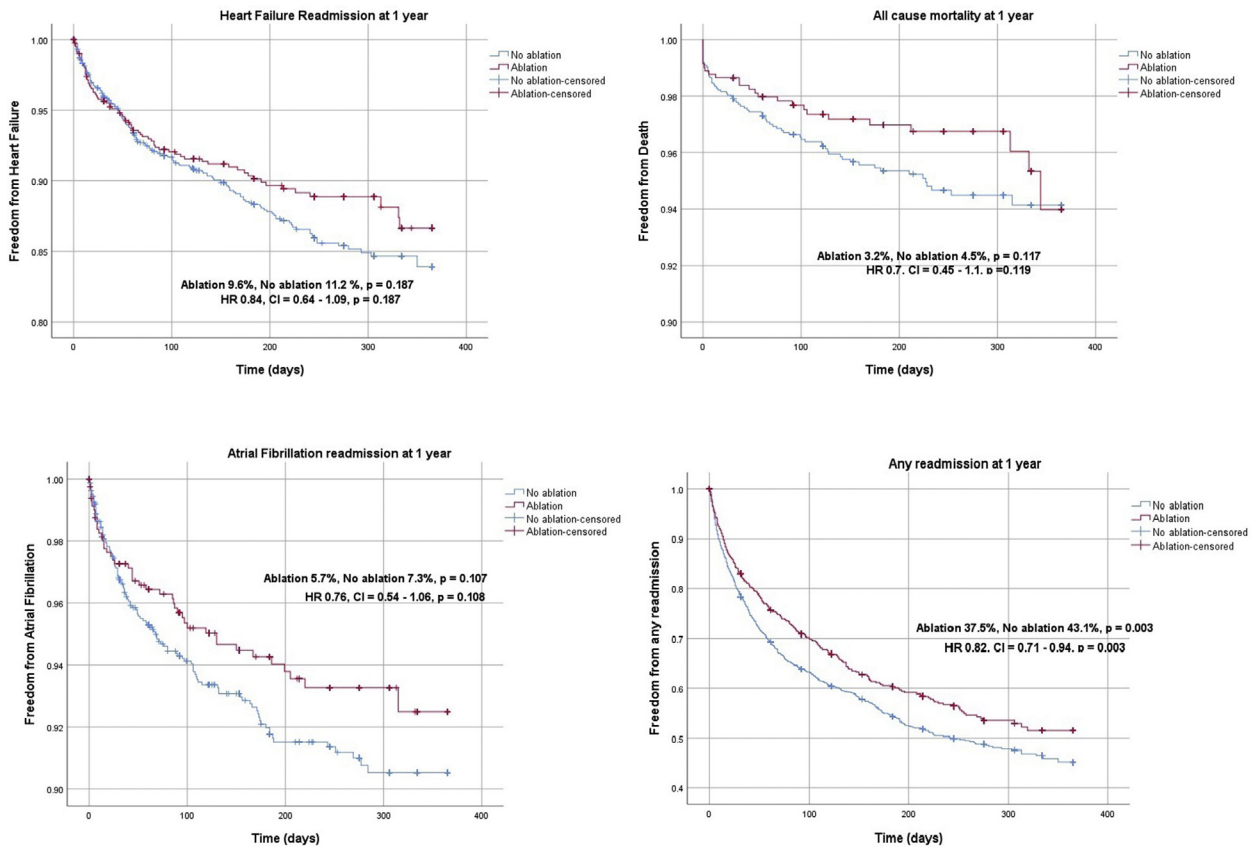 Heart Failure Readmission at 1 year
1.00
0.95
0.90
0.85
0.80
Freedom from Heart Failure
0
100
200
300
400
Time (days)
No ablation
Ablation
No ablation-censored
Ablation-censored
Ablation 9.6%, No ablation 11.2 %, p = 0.187
HR 0.84, CI = 0.64 - 1.09, p = 0.187
All cause mortality at 1 year
1.00
0.98
0.96
0.94
0.92
0.90
Freedom from Death
0
100
200
300
400
Time (days)
No ablation
Ablation
No ablation-censored
Ablation-censored
Ablation 3.2%, No ablation 4.5%, p = 0.117
HR 0.7, CI = 0.45 - 1.1, p =0.119
Atrial Fibrillation readmission at 1 year
1.00
0.98
0.96
0.94
0.92
0.90
Freedom from Atrial Fibrillation
0
100
200
300
400
Time (days)
No ablation
Ablation
No ablation-censored
Ablation-censored
Ablation 5.7%, No ablation 7.3%, p = 0.107
HR 0.76, CI = 0.54 - 1.06, p = 0.108
Any readmission at 1 year
1.0
0.9
0.8
0.7
0.6
0.5
0.4
Freedom from any readmission
0
100
200
300
400
Time (days)
No ablation
Ablation
No ablation-censored
Ablation-censored
Ablation 37.5%, No ablation 43.1%, p = 0.003
HR 0.82, CI = 0.71 - 0.94, p = 0.003